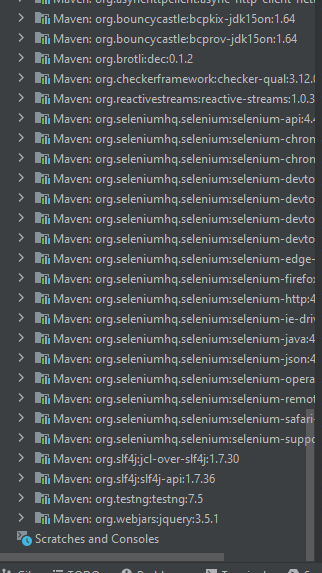 Maven: org.asynchttpclient:async-http-client-net
Maven: org.bouncycastle:bcpkix-jdk15on:1.64
Maven: org.bouncycastle:bcprov-jdk15on:1.64
Maven: org.brotli:dec:0.1.2
Maven: org.checkerframework:checker-qual:3.12.0
Maven: org.reactivestreams:reactive-streams:1.0.3
Maven: org.seleniumhq.selenium:selenium-api:4.4
Maven: org.seleniumhq.selenium:selenium-chrom
Maven: org.seleniumhq.selenium:selenium-chrom
Maven: org.seleniumhq.selenium:selenium-devto
Maven: org.seleniumhq.selenium:selenium-devto
Maven: org.seleniumhq.selenium:selenium-devto
Maven: org.seleniumhq.selenium:selenium-devto
Maven: org.seleniumhq.selenium:selenium-edge-
Maven: org.seleniumhq.selenium:selenium-firefox
Maven: org.seleniumhq.selenium:selenium-http:4
Maven: org.seleniumhq.selenium:selenium-ie-driv
Maven: org.seleniumhq.selenium:selenium-java:4
Maven: org.seleniumhq.selenium:selenium-json:4
Maven: org.seleniumhq.selenium:selenium-opera
Maven: org.seleniumhq.selenium:selenium-remot
Maven: org.seleniumhq.selenium:selenium-safari-
Maven: org.seleniumhq.selenium:selenium-suppo
Maven: org.slf4j:jcl-over-slf4j:1.7.30
Maven: org.slf4j:slf4j-api:1.7.36
Maven: org.testng:testng:7.5
Maven: org.webjars:jquery:3.5.1
Scratches and Consoles